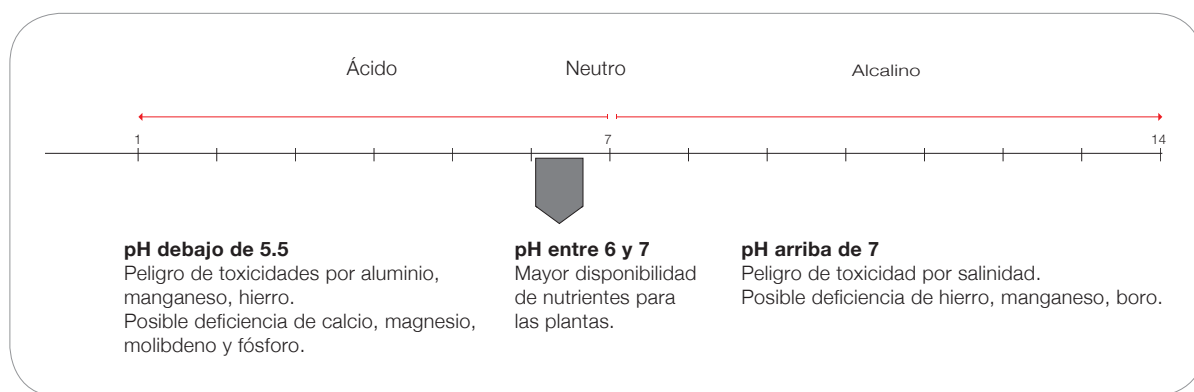 Ácido Neutro Alcalino
1 7 14
pH debajo de 5.5
Peligro de toxicidades por aluminio,
manganeso, hierro.
Posible deficiencia de calcio, magnesio,
molibdeno y fósforo.
pH entre 6 y 7
Mayor disponibilidad
de nutrientes para
las plantas.
pH arriba de 7
Peligro de toxicidad por salinidad.
Posible deficiencia de hierro, manganeso, boro.